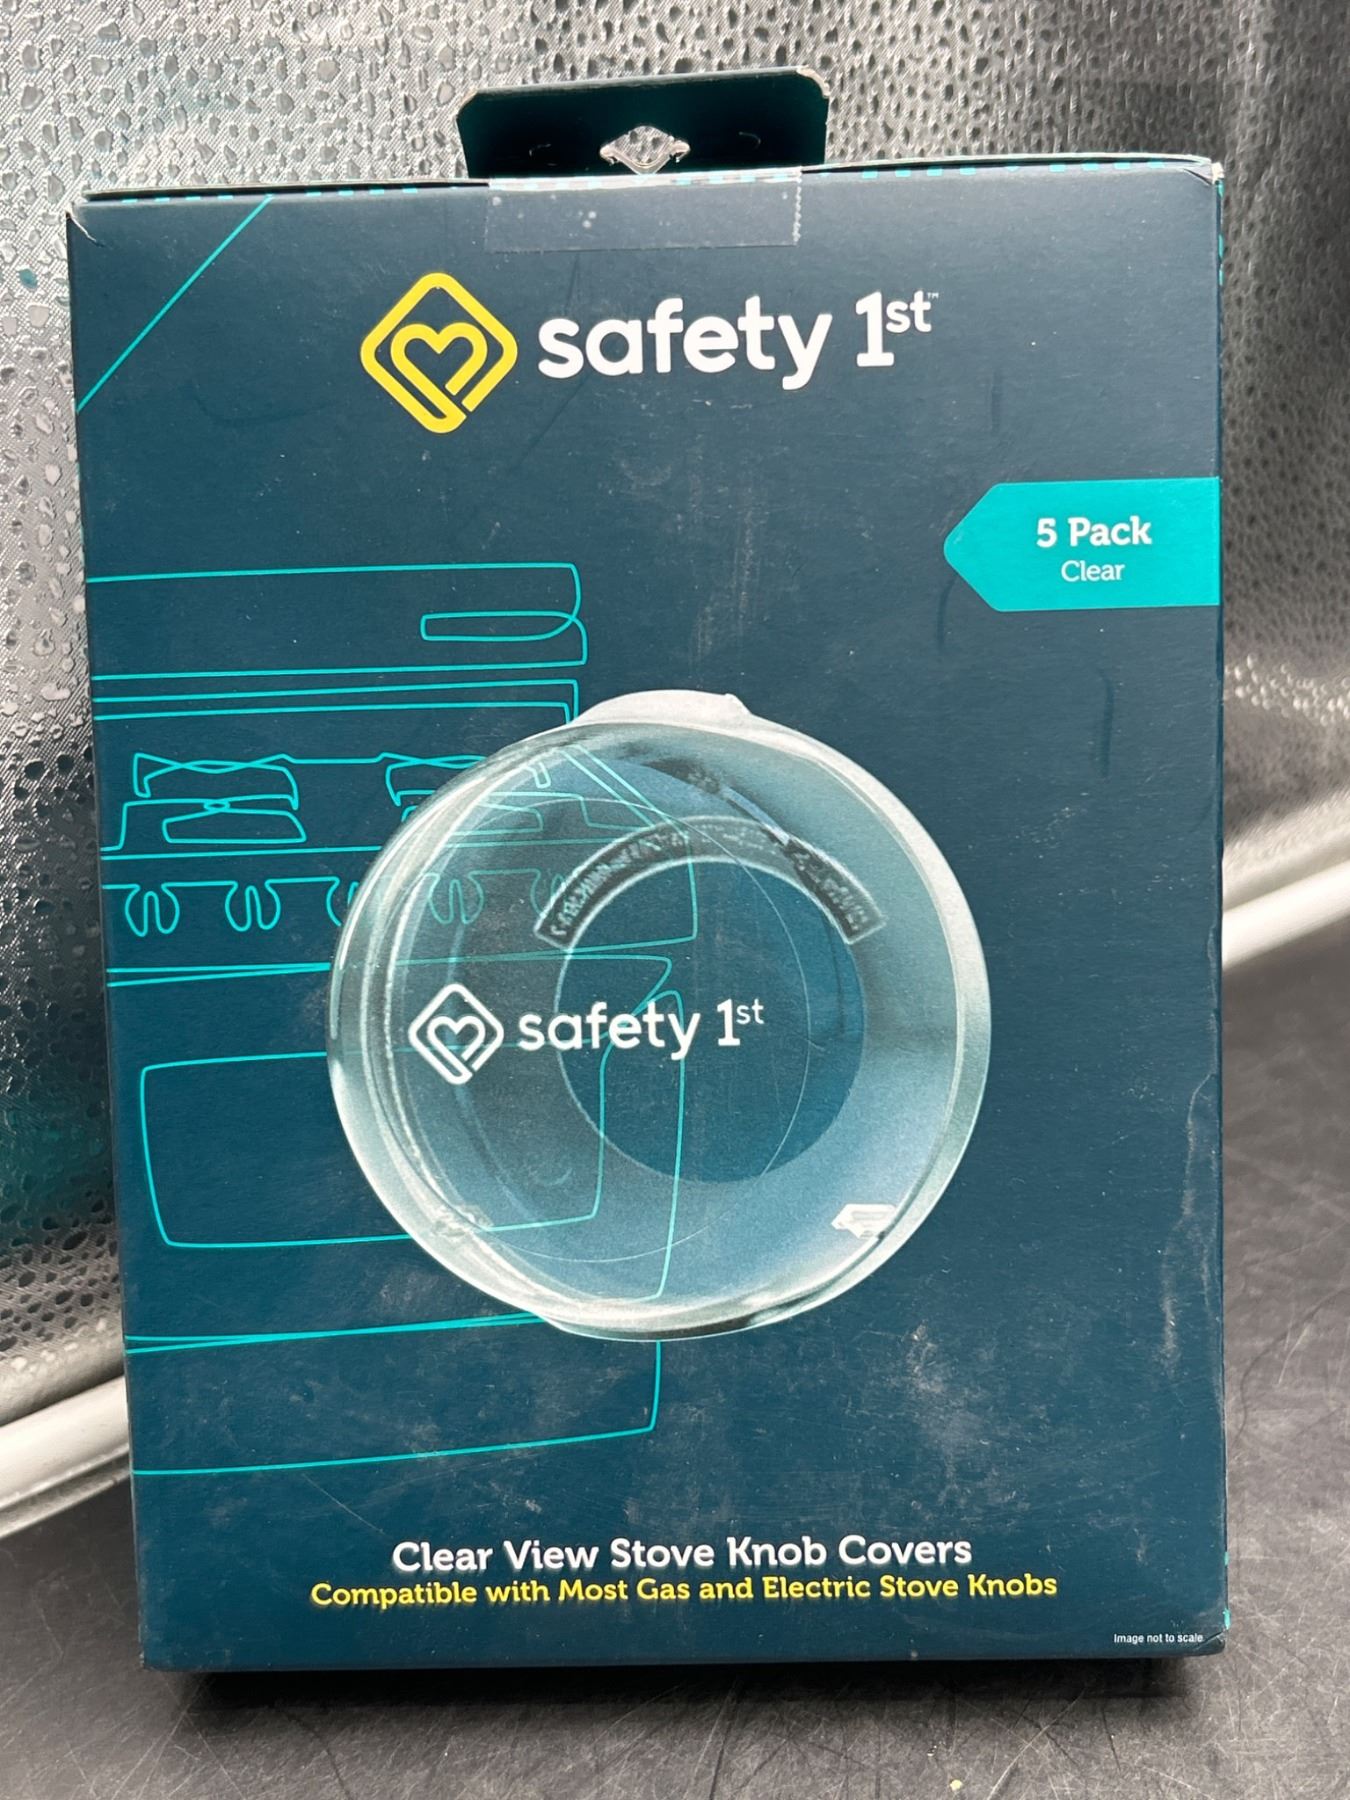 safety 1st™
5 Pack
Clear
safety 1st
Clear View Stove Knob Covers
Compatible with Most Gas and Electric Stove Knobs
Image not to scale